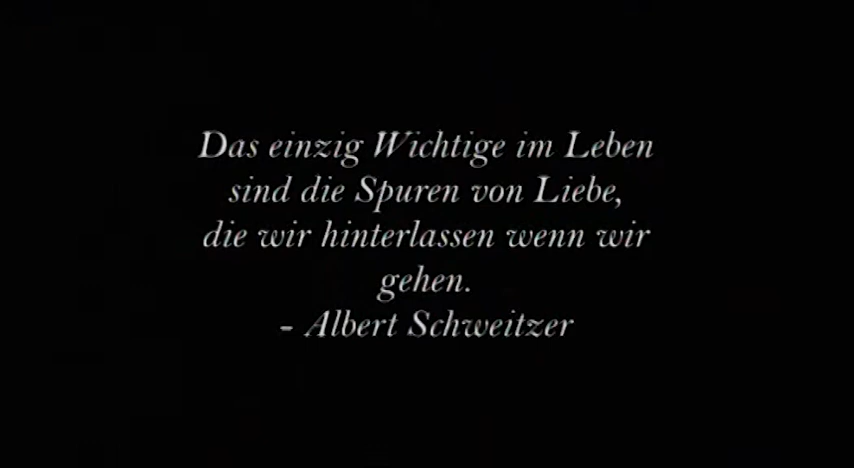 Das einzig Wichtige im Leben
sind die Spuren von Liebe,
die wir hinterlassen wenn wir
gehen.
- Albert Schweitzer